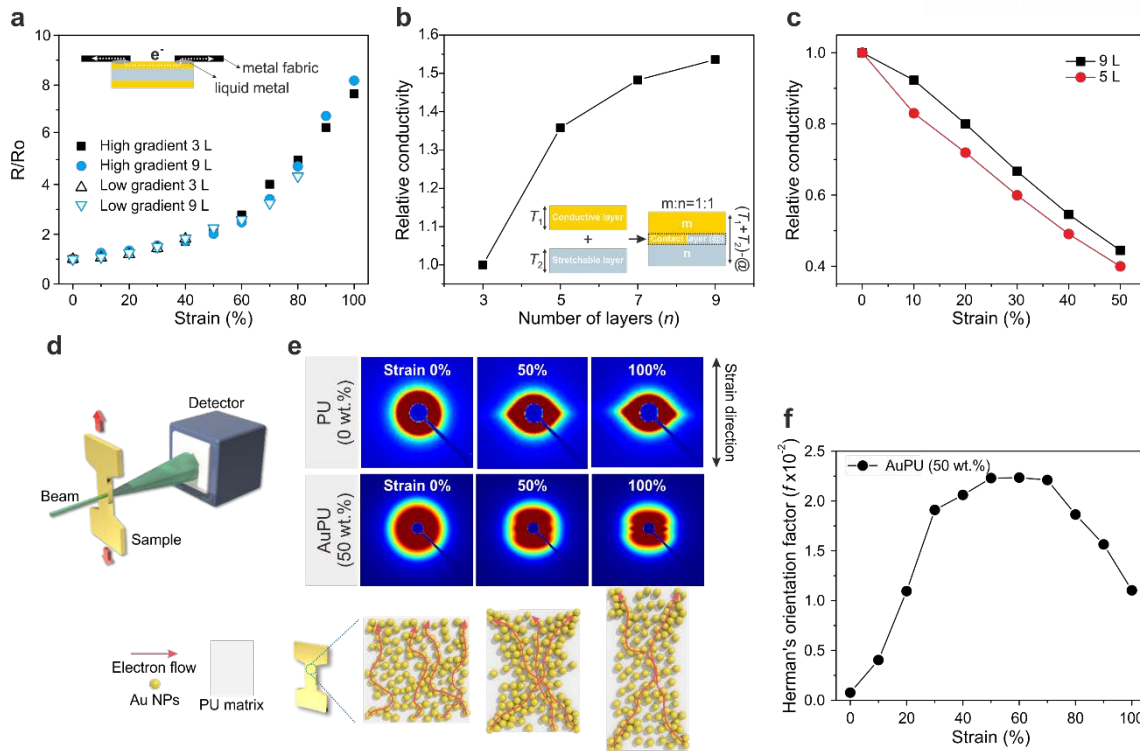 a
10
8
6
4
2
0
R/Ro
e-
metal fabric
liquid metal
High gradient 3 L
High gradient 9 L
Low gradient 3 L
Low gradient 9 L
0 20 40 60 80 100
Strain (%)
b
1.6
1.5
1.4
1.3
1.2
1.1
1.0
Relative conductivity
m:n=1:1
T1
Conductive layer
+
T2
Stretchable layer
m
Contact layer
n
(T1+T2)-@
3 5 7 9
Number of layers (n)
c
1.0
0.8
0.6
0.4
Relative conductivity
9 L
5 L
0 10 20 30 40 50
Strain (%)
d
Detector
Beam
Sample
e
PU
(0 wt.%)
Strain 0% 50% 100%
Strain direction
AuPU
(50 wt.%)
Strain 0% 50% 100%
Electron flow
Au NPs
PU matrix
f
2.5
2.0
1.5
1.0
0.5
0.0
Herman's orientation factor (f x10-2)
AuPU (50 wt.%)
0 20 40 60 80 100
Strain (%)